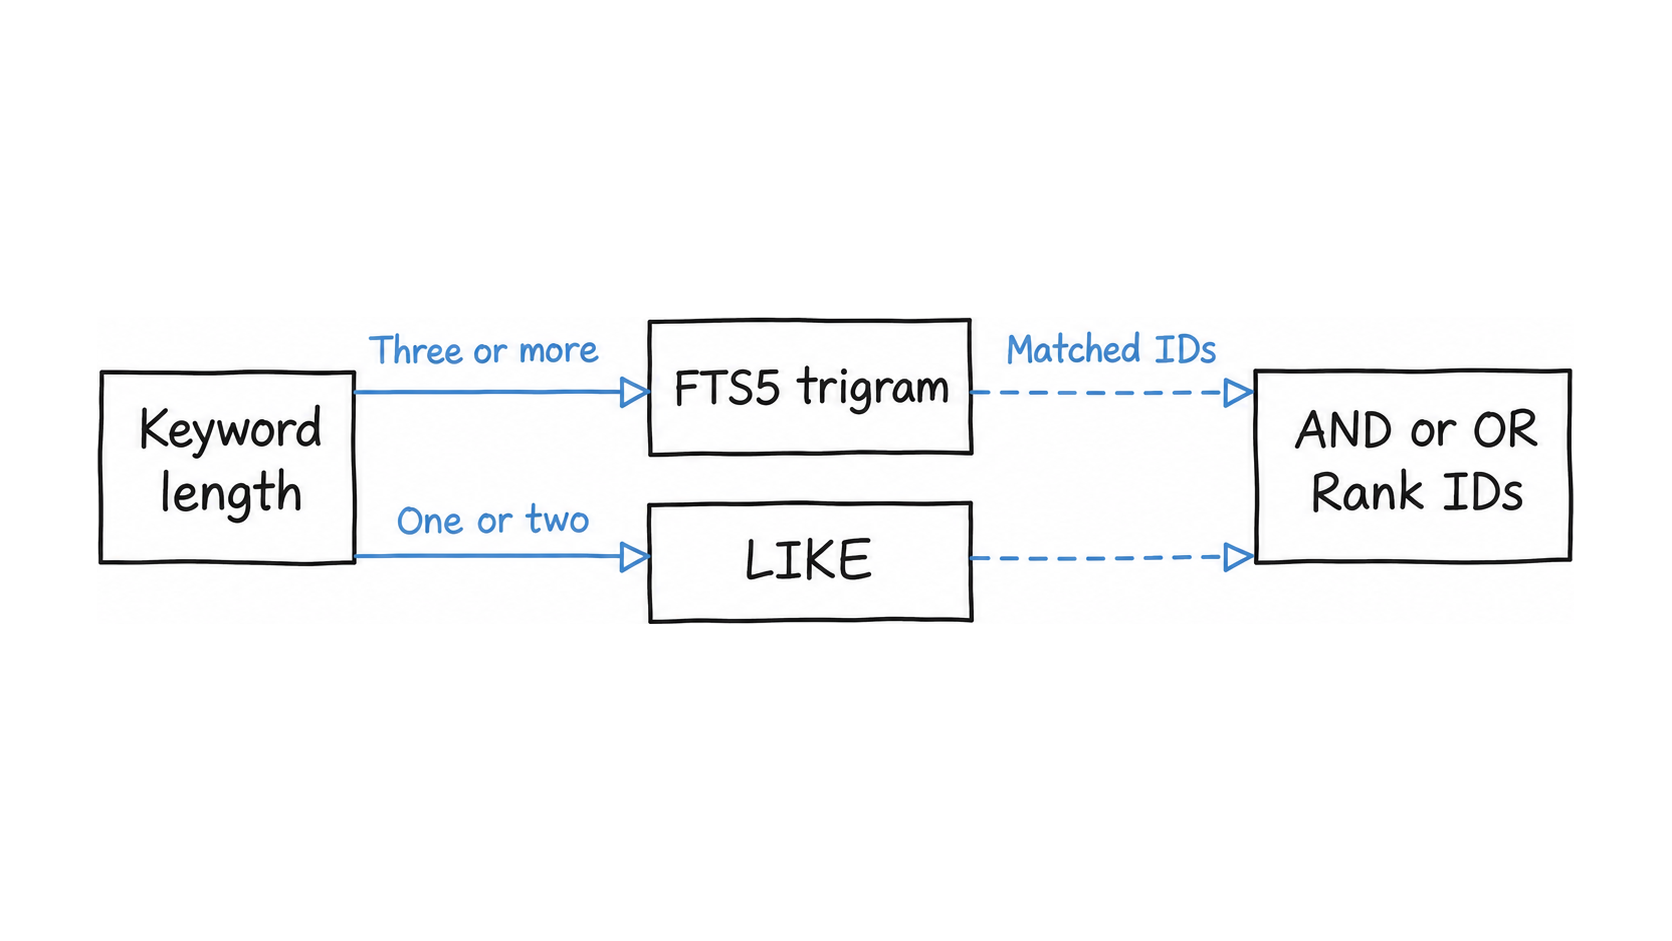 Keyword
length
Three or more
One or two
FTS5 trigram
LIKE
Matched IDs
AND or OR
Rank IDs